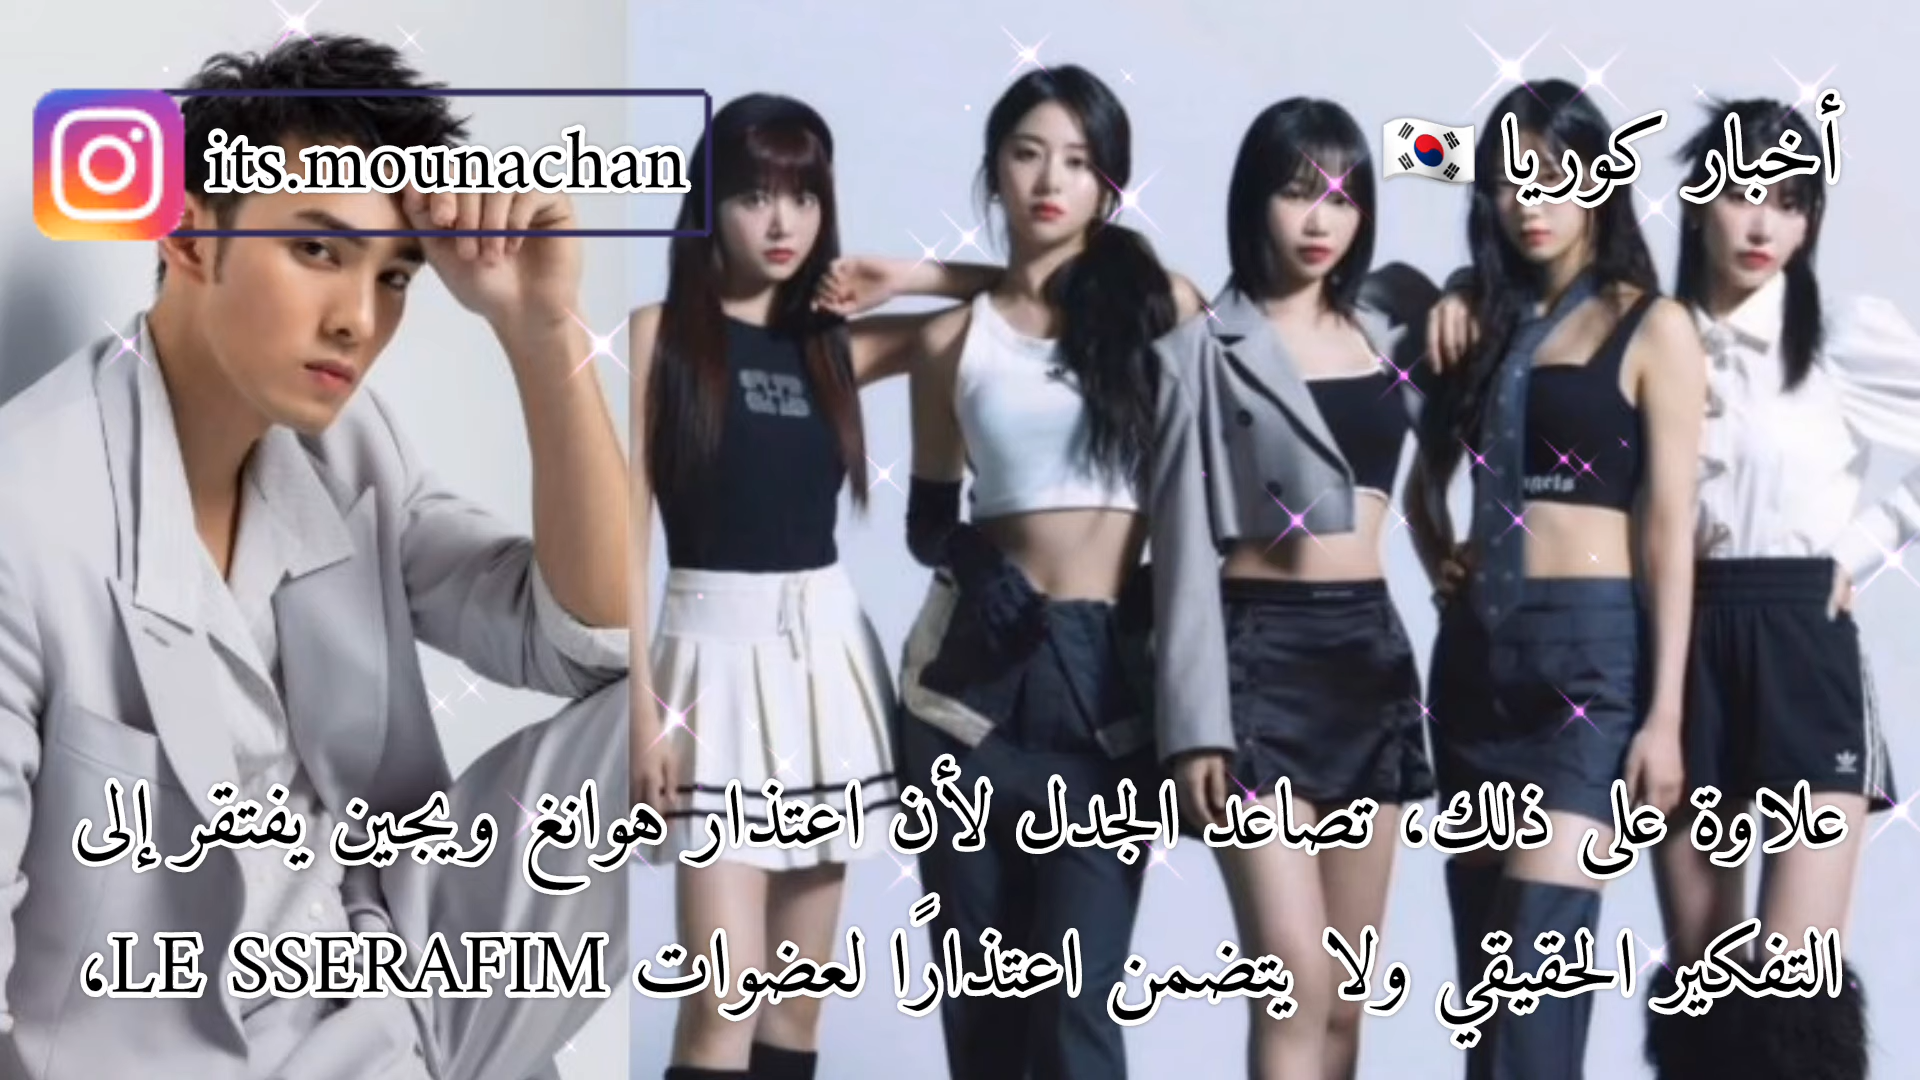 its.mounachan
أخبار كوريا 🇰🇷
علاوة على ذلك، تصاعد الجدل لأن اعتذار هوانغ ويجين يفتقر إلى
التفكير الحقيقي ولا يتضمن اعتذارًا لعضوات LE SSERAFIM،